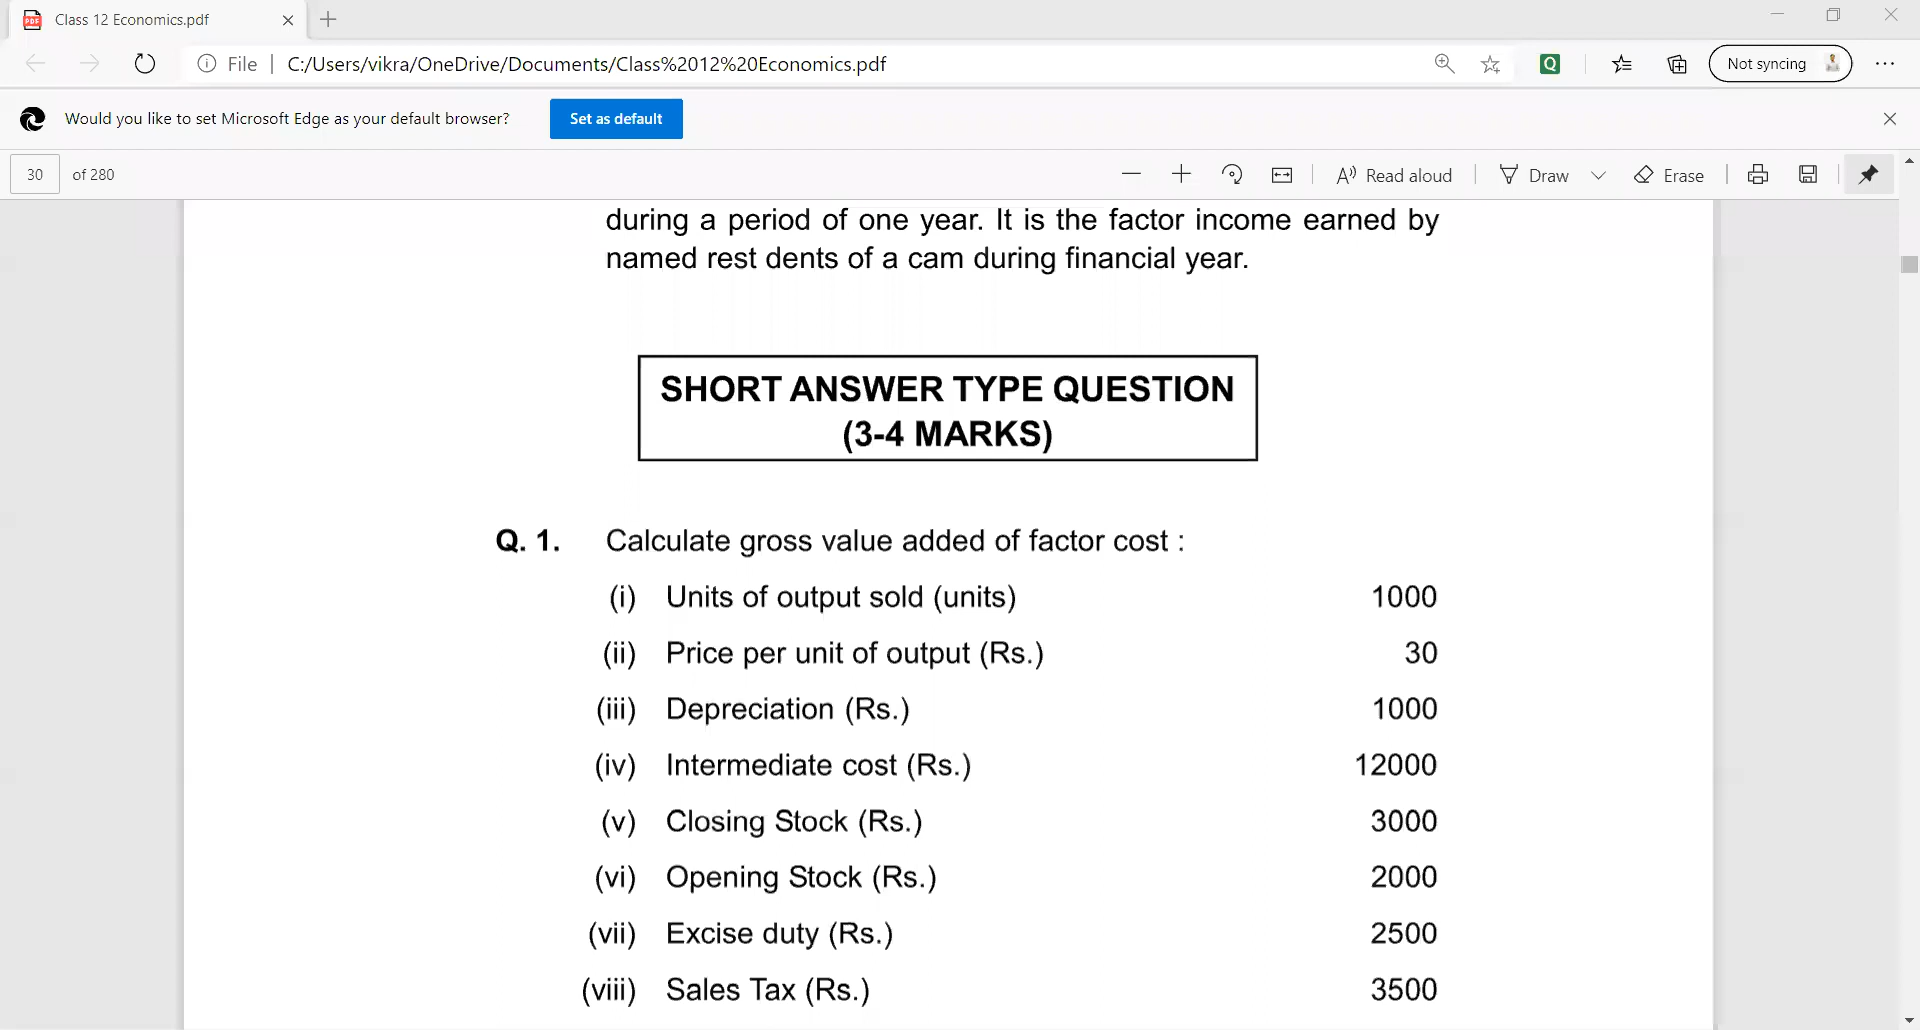 Class 12 Economics.pdf
File | C:/Users/vikra/OneDrive/Documents/Class%2012%20Economics.pdf
Q
Not syncing
Would you like to set Microsoft Edge as your default browser? Set as default
30 of 280
Read aloud Draw Erase
during a period of one year. It is the factor income earned by
named rest dents of a cam during financial year.
SHORT ANSWER TYPE QUESTION
(3-4 MARKS)
Q. 1. Calculate gross value added of factor cost :
(i) Units of output sold (units) 1000
(ii) Price per unit of output (Rs.) 30
(iii) Depreciation (Rs.) 1000
(iv) Intermediate cost (Rs.) 12000
(v) Closing Stock (Rs.) 3000
(vi) Opening Stock (Rs.) 2000
(vii) Excise duty (Rs.) 2500
(viii) Sales Tax (Rs.) 3500